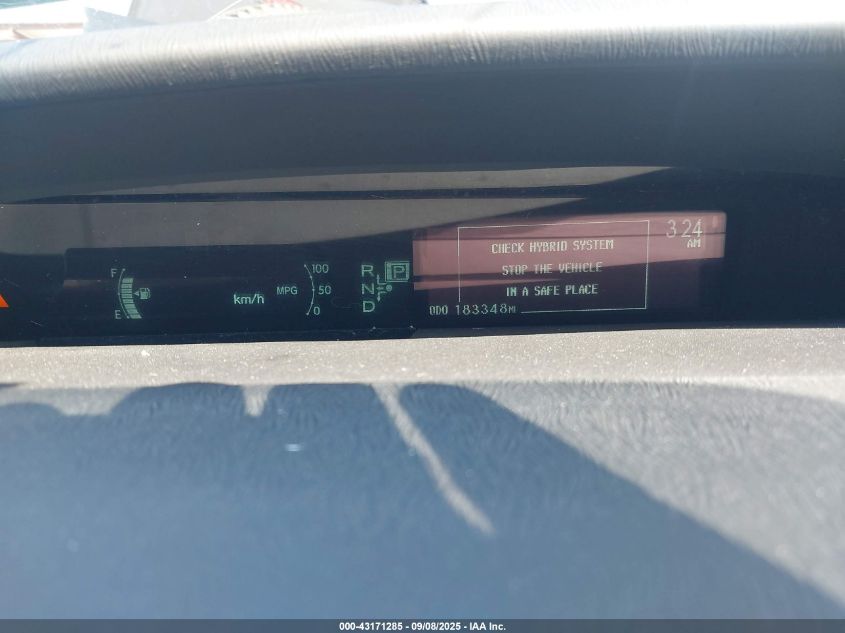 3:24
AM
CHECK HYBRID SYSTEM
STOP THE VEHICLE
IN A SAFE PLACE
ODO 183348MI
F
E
km/h
MPG
100
50
0
R
P
N
D
000-43171285 - 09/08/2025 - IAA Inc.